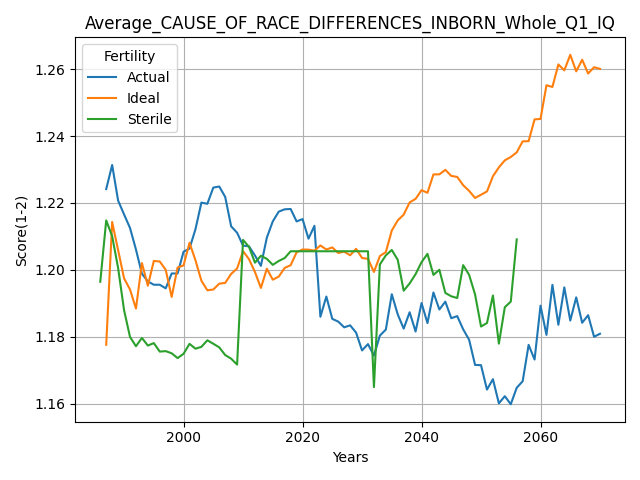 Average_CAUSE_OF_RACE_DIFFERENCES_INBORN_Whole_Q1_IQ
Fertility
Actual
Ideal
Sterile
Score(1-2)
1.26
1.24
1.22
1.20
1.18
1.16
2000
2020
2040
2060
Years